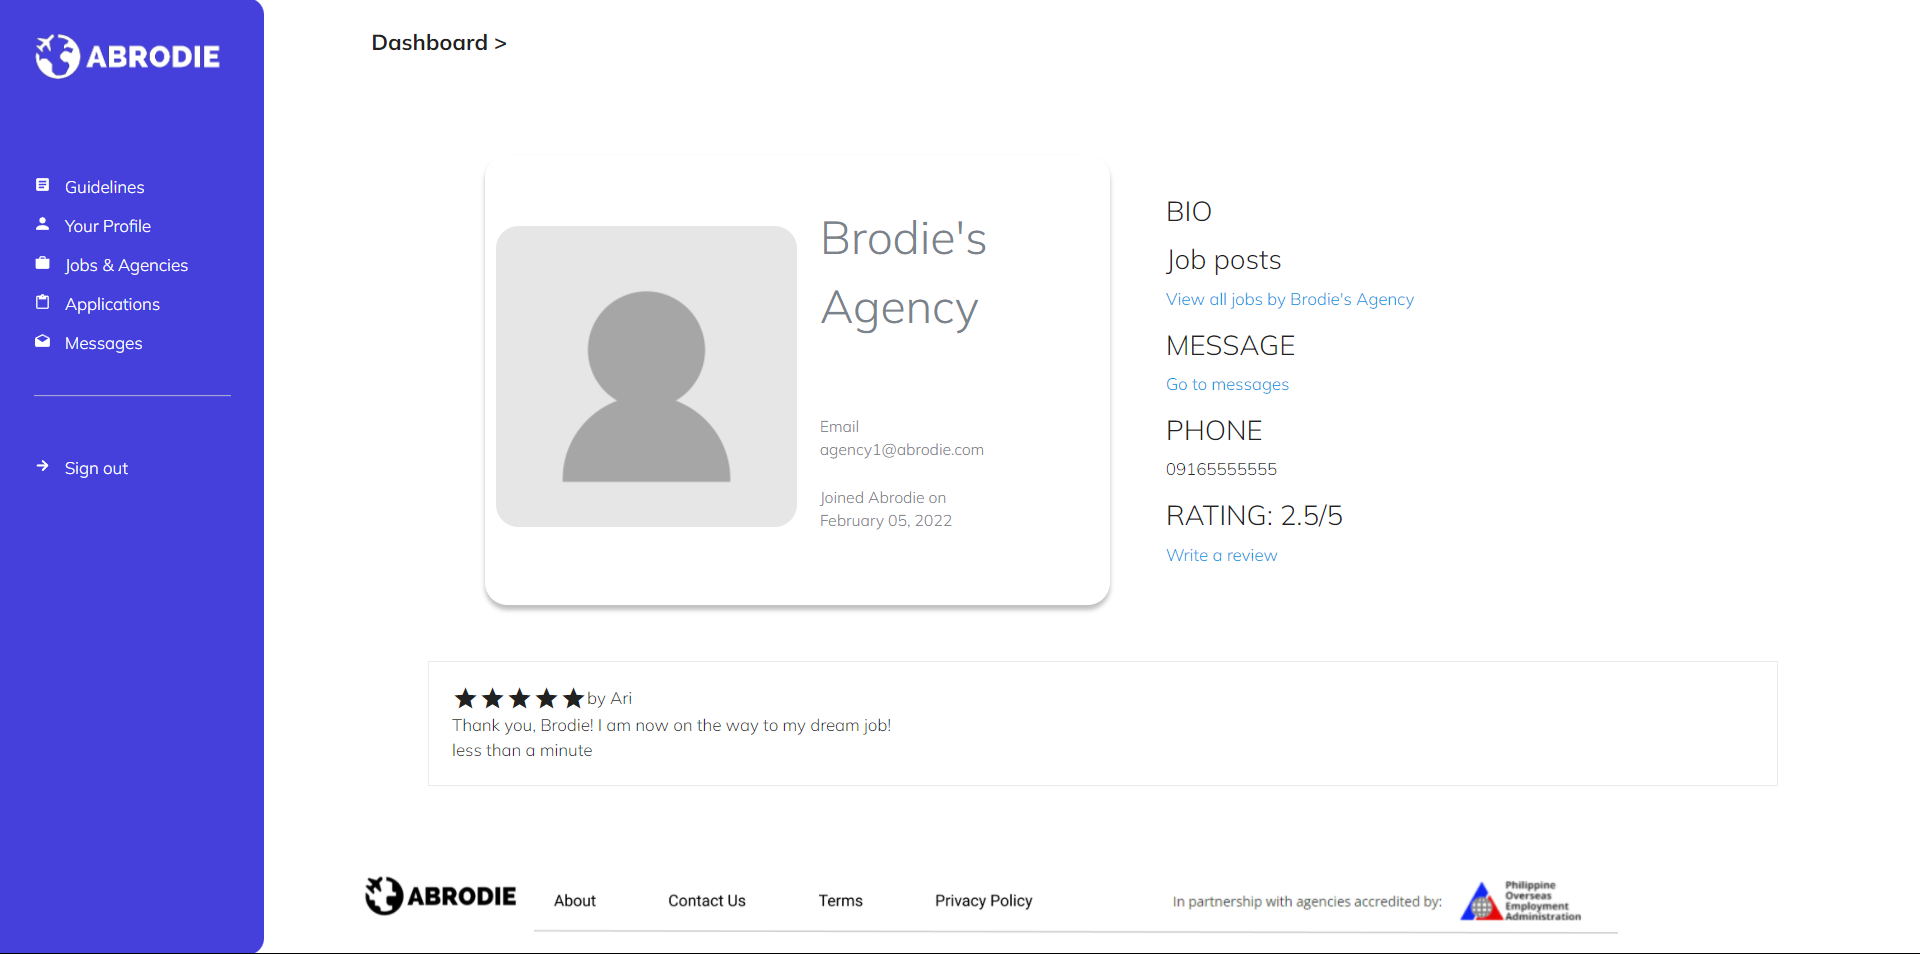 ABRODIE
Guidelines
Your Profile
Jobs & Agencies
Applications
Messages
Sign out
Dashboard >
Brodie's
Agency
Email
agency1@abrodie.com
Joined Abrodie on
February 05, 2022
BIO
Job posts
View all jobs by Brodie's Agency
MESSAGE
Go to messages
PHONE
09165555555
RATING: 2.5/5
Write a review
by Ari
Thank you, Brodie! I am now on the way to my dream job!
less than a minute
ABRODIE
About
Contact Us
Terms
Privacy Policy
In partnership with agencies accredited by:
Philippine
Overseas
Employment
Administration